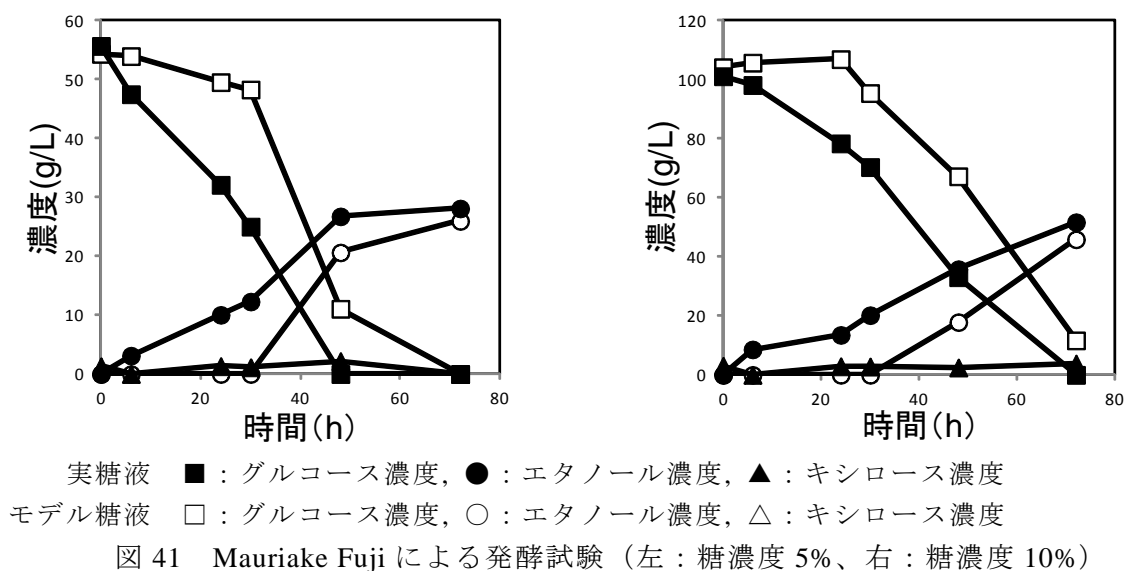 60
50
40
30
20
10
0
0 20 40 60 80
濃度(g/L)
時間(h)
120
100
80
60
40
20
0
0 20 40 60 80
濃度(g/L)
時間(h)
実糖液 ■:グルコース濃度, ●:エタノール濃度, ▲:キシロース濃度
モデル糖液 □:グルコース濃度, ○:エタノール濃度, △:キシロース濃度
図 41 Mauriake Fuji による発酵試験（左：糖濃度 5%、右：糖濃度 10%）